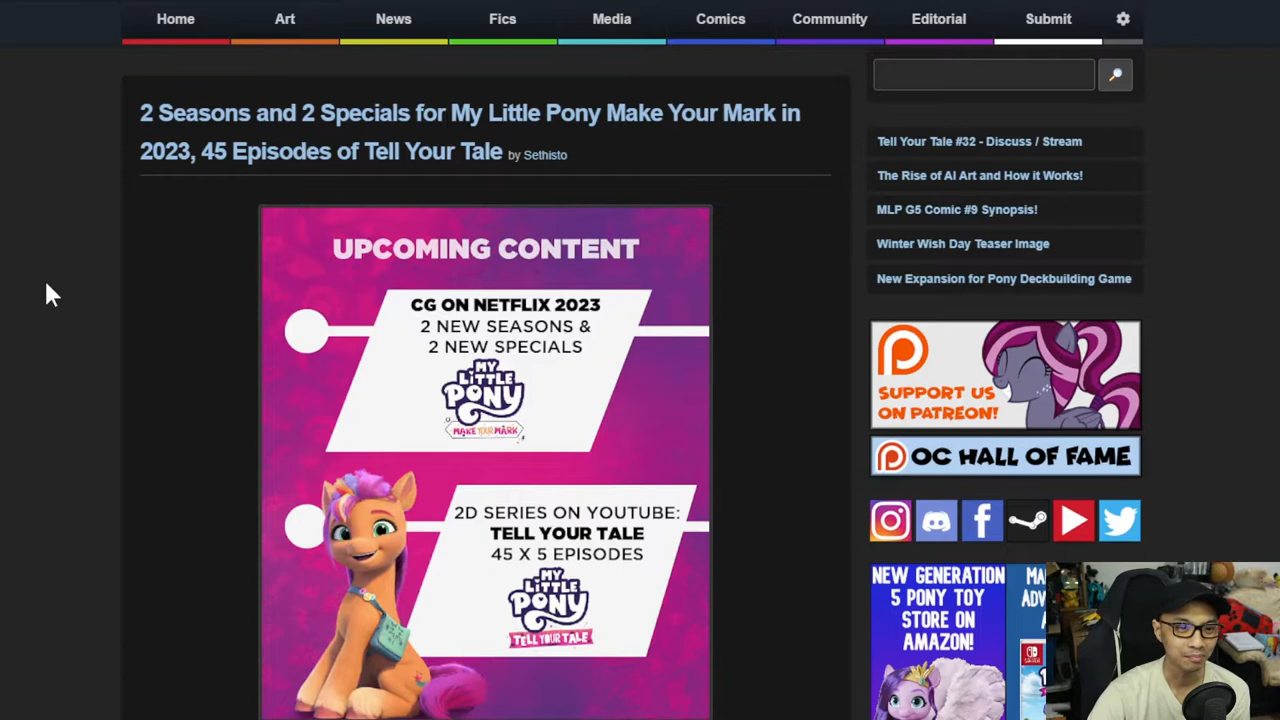 Home Art News Fics Media Comics Community Editorial Submit
2 Seasons and 2 Specials for My Little Pony Make Your Mark in
2023, 45 Episodes of Tell Your Tale by Sethisto
UPCOMING CONTENT
CG ON NETFLIX 2023
2 NEW SEASONS &
2 NEW SPECIALS
MY
LITTLE
PONY
MAKE YOUR MARK
2D SERIES ON YOUTUBE:
TELL YOUR TALE
45 X 5 EPISODES
MY
LITTLE
PONY
TELL YOUR TALE
Tell Your Tale #32 - Discuss / Stream
The Rise of AI Art and How it Works!
MLP G5 Comic #9 Synopsis!
Winter Wish Day Teaser Image
New Expansion for Pony Deckbuilding Game
SUPPORT US
ON PATREON!
OC HALL OF FAME
NEW GENERATION
5 PONY TOY
STORE ON
AMAZON!
MA
ADV